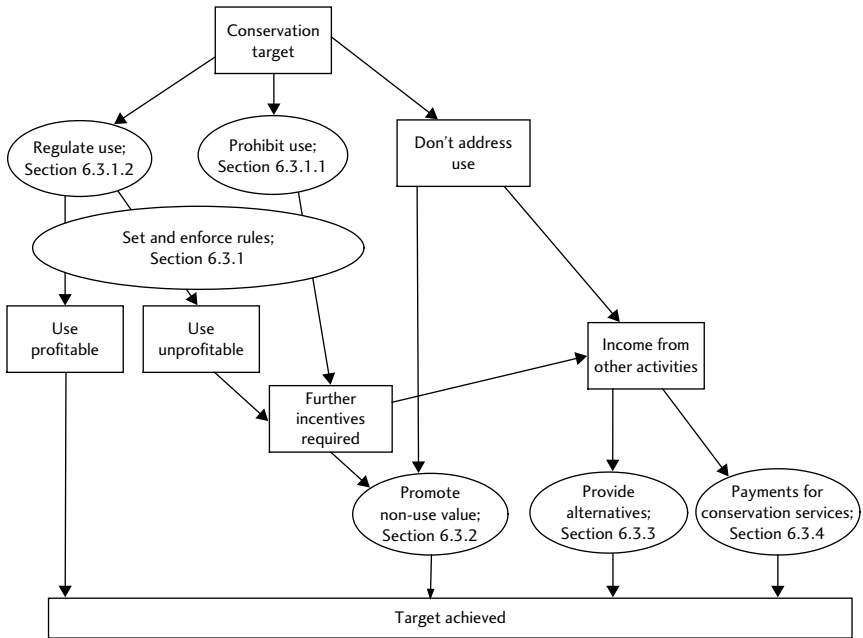 Conservation
target
Regulate use;
Section 6.3.1.2
Prohibit use;
Section 6.3.1.1
Don't address
use
Set and enforce rules;
Section 6.3.1
Use
profitable
Use
unprofitable
Income from
other activities
Further
incentives
required
Promote
non-use value;
Section 6.3.2
Provide
alternatives;
Section 6.3.3
Payments for
conservation services;
Section 6.3.4
Target achieved